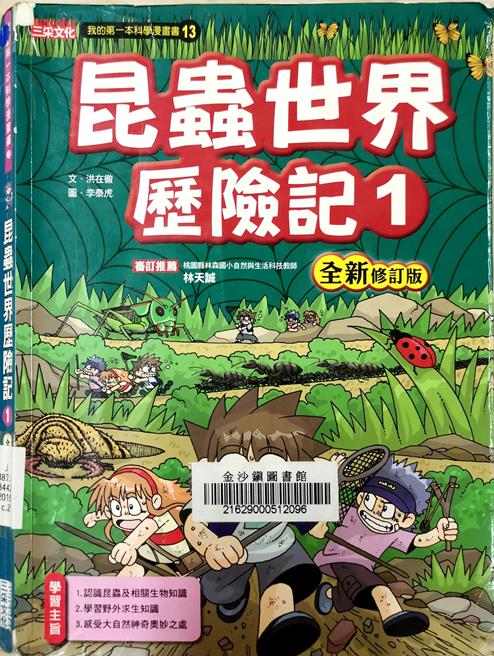 三采文化
我的第一本科學漫畫書13
昆蟲世界
歷險記1
文・洪在徹
圖・李泰虎
審訂推薦
桃園縣林森國小自然與生活科技教師
林天誠
全新修訂版
昆蟲世界歷險記
1
金沙鎮圖書館
21629000512096
學習主旨
1.認識昆蟲及相關生物知識
2.學習野外求生知識
3.感受大自然神奇奧妙之處
J
2018
c.2